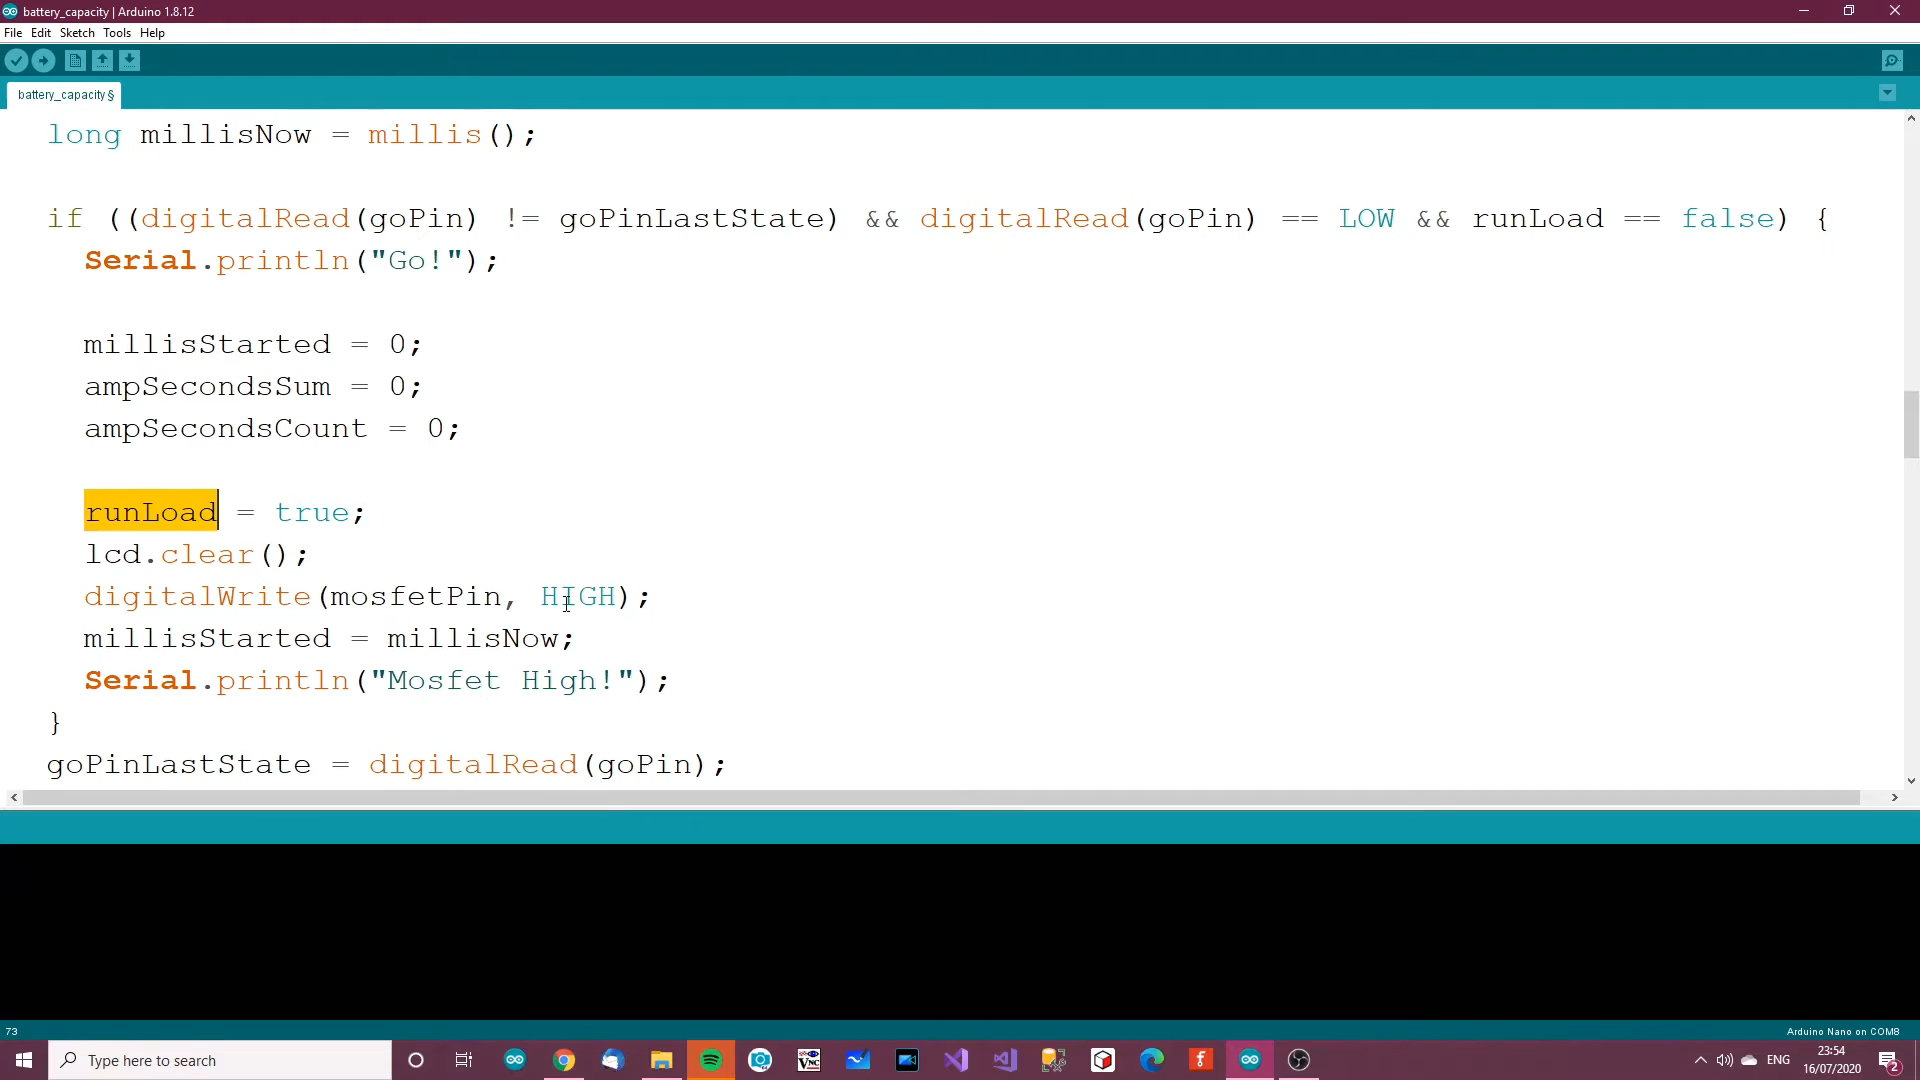 battery_capacity | Arduino 1.8.12
File Edit Sketch Tools Help
battery_capacity §
long millisNow = millis();
if ((digitalRead(goPin) != goPinLastState) && digitalRead(goPin) == LOW && runLoad == false) {
Serial.println("Go!");
millisStarted = 0;
ampSecondsSum = 0;
ampSecondsCount = 0;
runLoad = true;
lcd.clear();
digitalWrite(mosfetPin, HIGH);
millisStarted = millisNow;
Serial.println("Mosfet High!");
}
goPinLastState = digitalRead(goPin);
73
Arduino Nano on COM8
Type here to search
ENG
23:54
16/07/2020
2